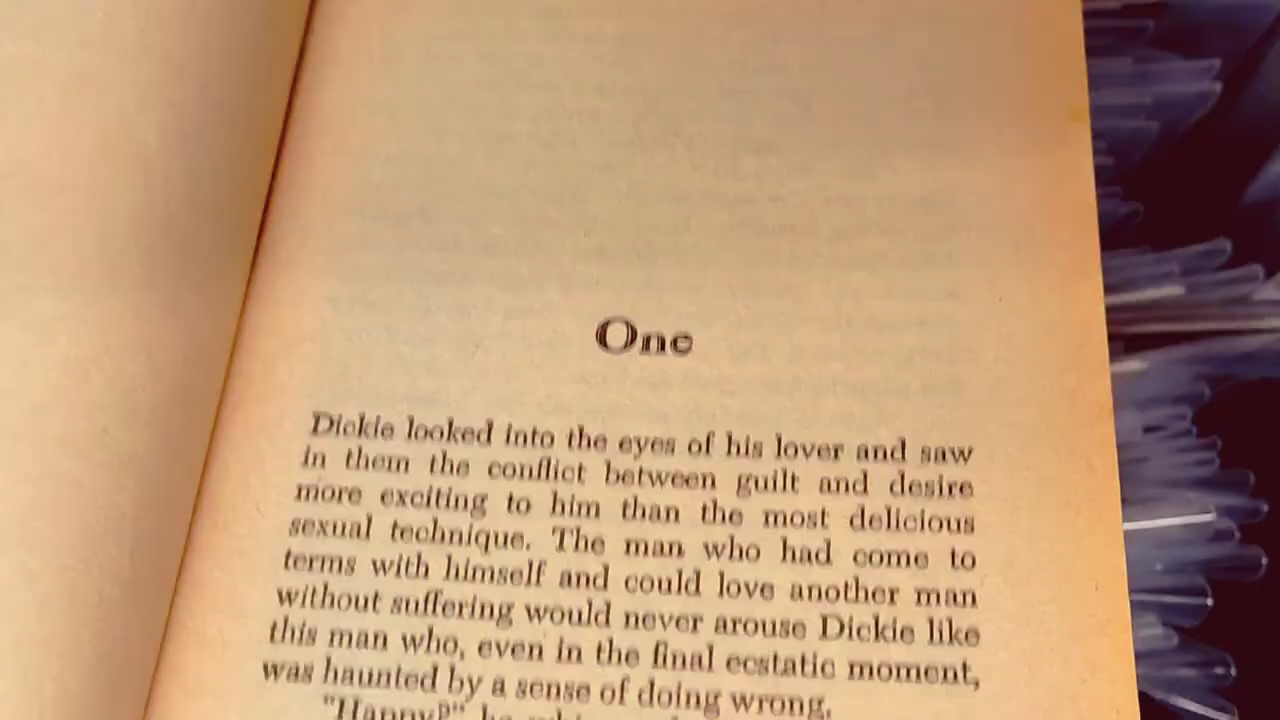 One
Dickie looked into the eyes of his lover and saw
in them the conflict between guilt and desire
more exciting to him than the most delicious
sexual technique. The man who had come to
terms with himself and could love another man
without suffering would never arouse Dickie like
this man who, even in the final ecstatic moment,
was haunted by a sense of doing wrong.
"Happy?" he